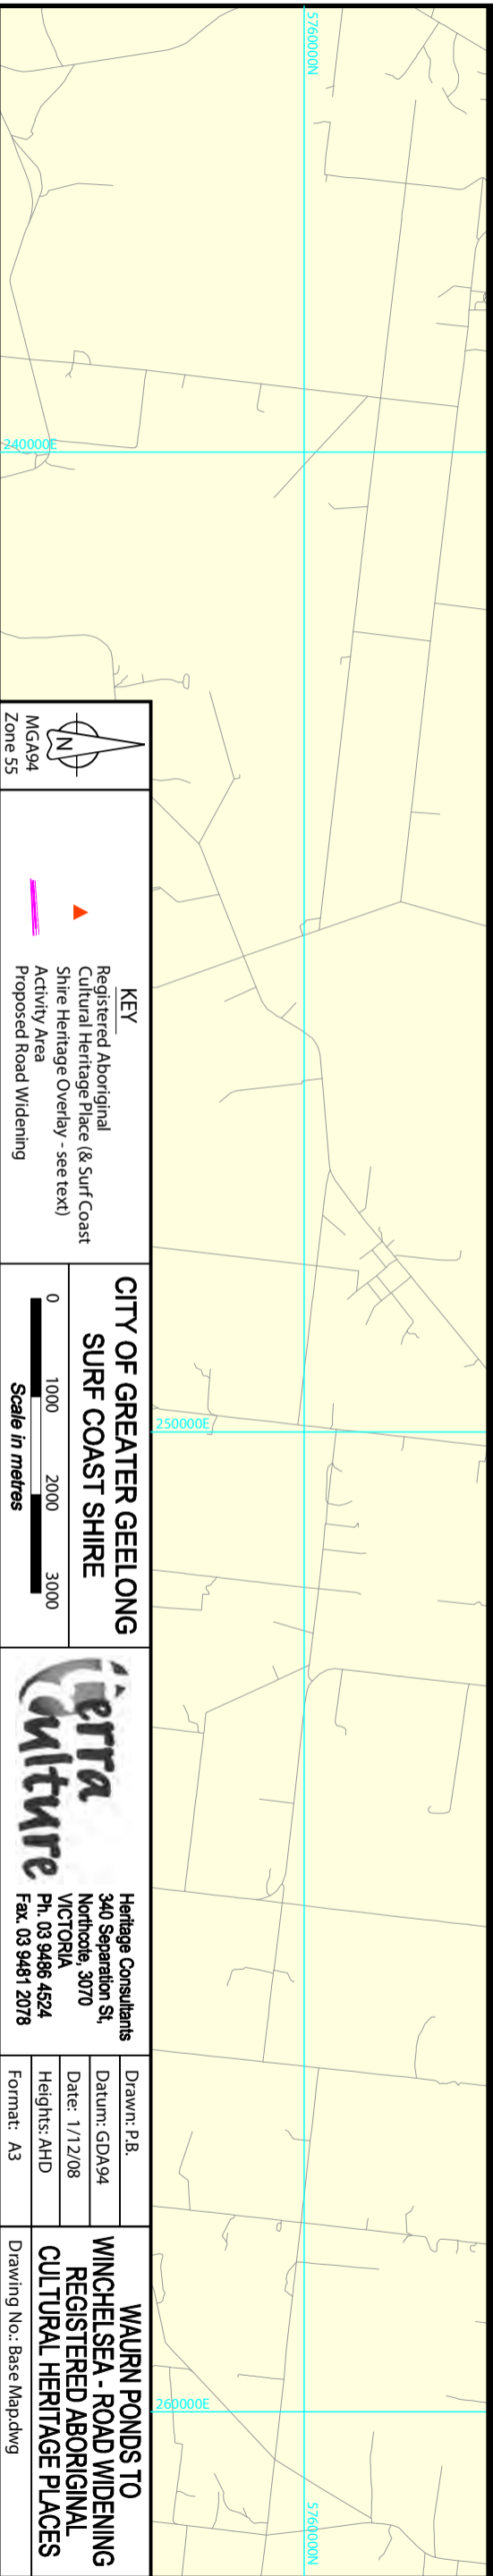 5760000N
240000E
250000E
260000E
5760000N
N
MGA94
Zone 55
KEY
Registered Aboriginal
Cultural Heritage Place (& Surf Coast
Shire Heritage Overlay - see text)
Activity Area
Proposed Road Widening
CITY OF GREATER GEELONG
SURF COAST SHIRE
0 1000 2000 3000
Scale in metres
Terra
Culture
Heritage Consultants
340 Separation St,
Northcote, 3070
VICTORIA
Ph. 03 9486 4524
Fax. 03 9481 2078
Drawn: P.B.
Datum: GDA94
Date: 1/12/08
Heights: AHD
Format: A3
WAURN PONDS TO
WINCHELSEA - ROAD WIDENING
REGISTERED ABORIGINAL
CULTURAL HERITAGE PLACES
Drawing No.: Base Map.dwg